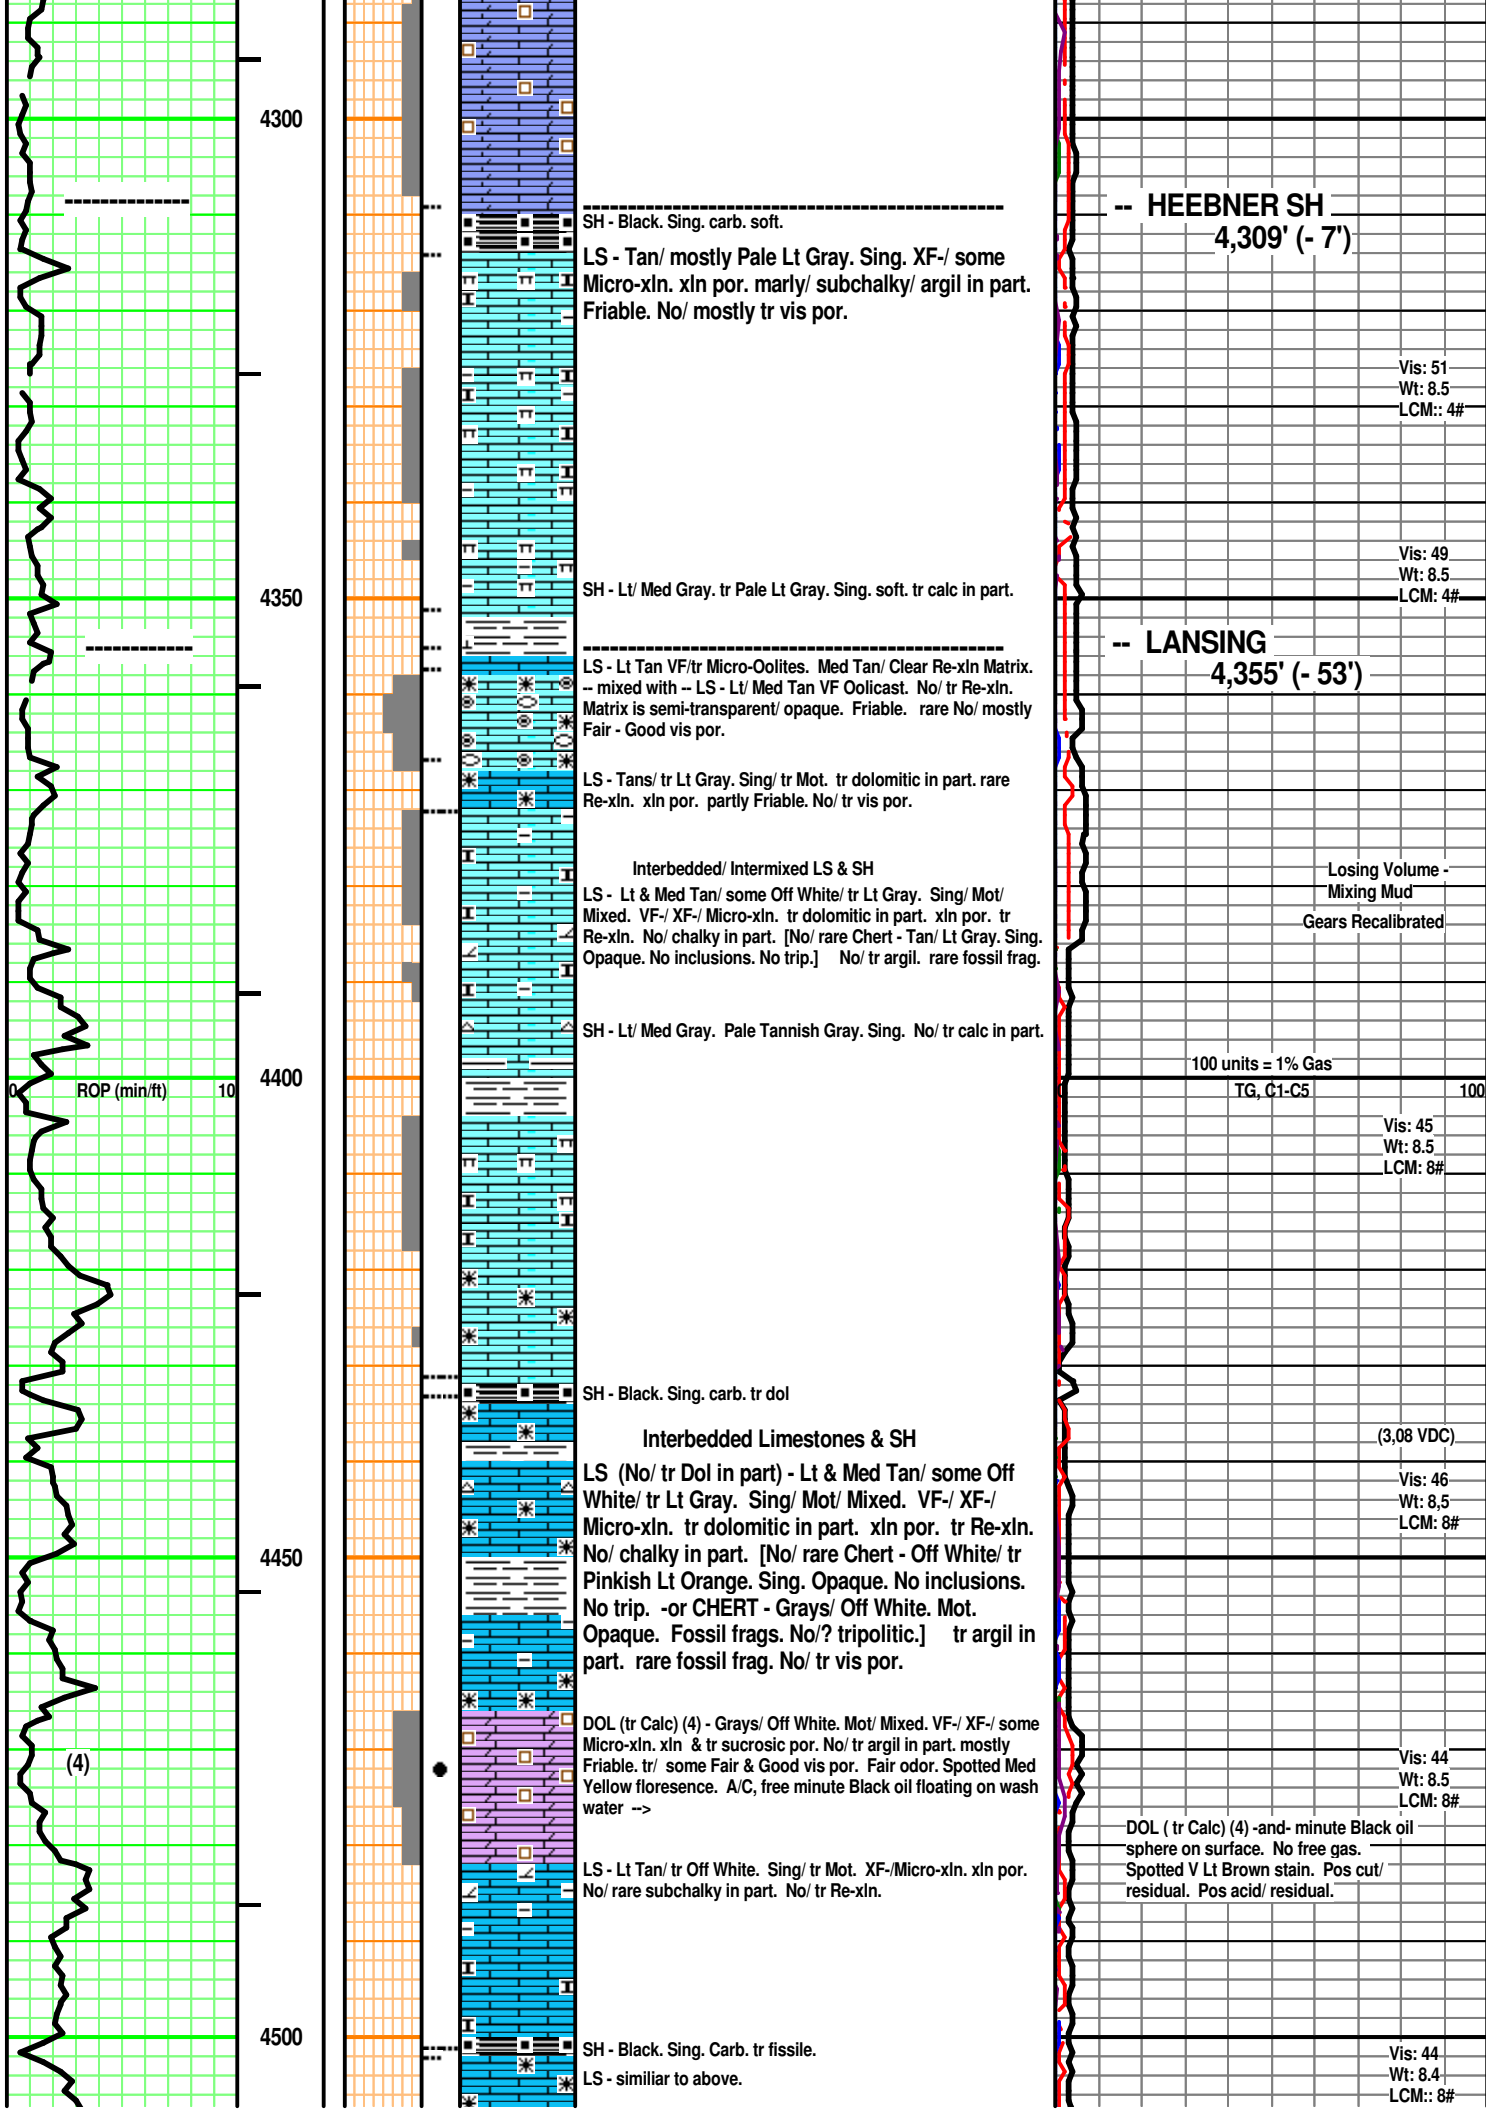 4300
-- HEEBNER SH
4,309' (- 7')
SH - Black. Sing. carb. soft.
LS - Tan/ mostly Pale Lt Gray. Sing. XF-/ some
Micro-xln. xln por. marly/ subchalky/ argil in part.
Friable. No/ mostly tr vis por.
Vis: 51
Wt: 8.5
LCM:: 4#
Vis: 49
Wt: 8.5
LCM: 4#
SH - Lt/ Med Gray. tr Pale Lt Gray. Sing. soft. tr calc in part.
4350
-- LANSING
4,355' (- 53')
LS - Lt Tan VF/tr Micro-Oolites. Med Tan/ Clear Re-xln Matrix.
-- mixed with -- LS - Lt/ Med Tan VF Oolicast. No/ tr Re-xln.
Matrix is semi-transparent/ opaque. Friable. rare No/ mostly
Fair - Good vis por.
LS - Tans/ tr Lt Gray. Sing/ tr Mot. tr dolomitic in part. rare
Re-xln. xln por. partly Friable. No/ tr vis por.
Interbedded/ Intermixed LS & SH
LS - Lt & Med Tan/ some Off White/ tr Lt Gray. Sing/ Mot/
Mixed. VF-/ XF-/ Micro-xln. tr dolomitic in part. xln por. tr
Re-xln. No/ chalky in part. [No/ rare Chert - Tan/ Lt Gray. Sing.
Opaque. No inclusions. No trip.] No/ tr argil. rare fossil frag.
Losing Volume -
Mixing Mud
Gears Recalibrated
SH - Lt/ Med Gray. Pale Tannish Gray. Sing. No/ tr calc in part.
100 units = 1% Gas
4400
0 ROP (min/ft) 10
TG, C1-C5 100
Vis: 45
Wt: 8.5
LCM: 8#
SH - Black. Sing. carb. tr dol
Interbedded Limestones & SH
(3,08 VDC)
LS (No/ tr Dol in part) - Lt & Med Tan/ some Off
White/ tr Lt Gray. Sing/ Mot/ Mixed. VF-/ XF-/
Micro-xln. tr dolomitic in part. xln por. tr Re-xln.
No/ chalky in part. [No/ rare Chert - Off White/ tr
Pinkish Lt Orange. Sing. Opaque. No inclusions.
No trip. -or CHERT - Grays/ Off White. Mot.
Opaque. Fossil frags. No/? tripolitic.] tr argil in
part. rare fossil frag. No/ tr vis por.
Vis: 46
Wt: 8,5
LCM: 8#
4450
DOL (tr Calc) (4) - Grays/ Off White. Mot/ Mixed. VF-/ XF-/ some
Micro-xln. xln & tr sucrosic por. No/ tr argil in part. mostly
Friable. tr/ some Fair & Good vis por. Fair odor. Spotted Med
Yellow floresence. A/C, free minute Black oil floating on wash
water -->
(4)
Vis: 44
Wt: 8.5
LCM: 8#
DOL ( tr Calc) (4) -and- minute Black oil
sphere on surface. No free gas.
Spotted V Lt Brown stain. Pos cut/
residual. Pos acid/ residual.
LS - Lt Tan/ tr Off White. Sing/ tr Mot. XF-/Micro-xln. xln por.
No/ rare subchalky in part. No/ tr Re-xln.
4500
SH - Black. Sing. Carb. tr fissile.
LS - similiar to above.
Vis: 44
Wt: 8.4
LCM:: 8#